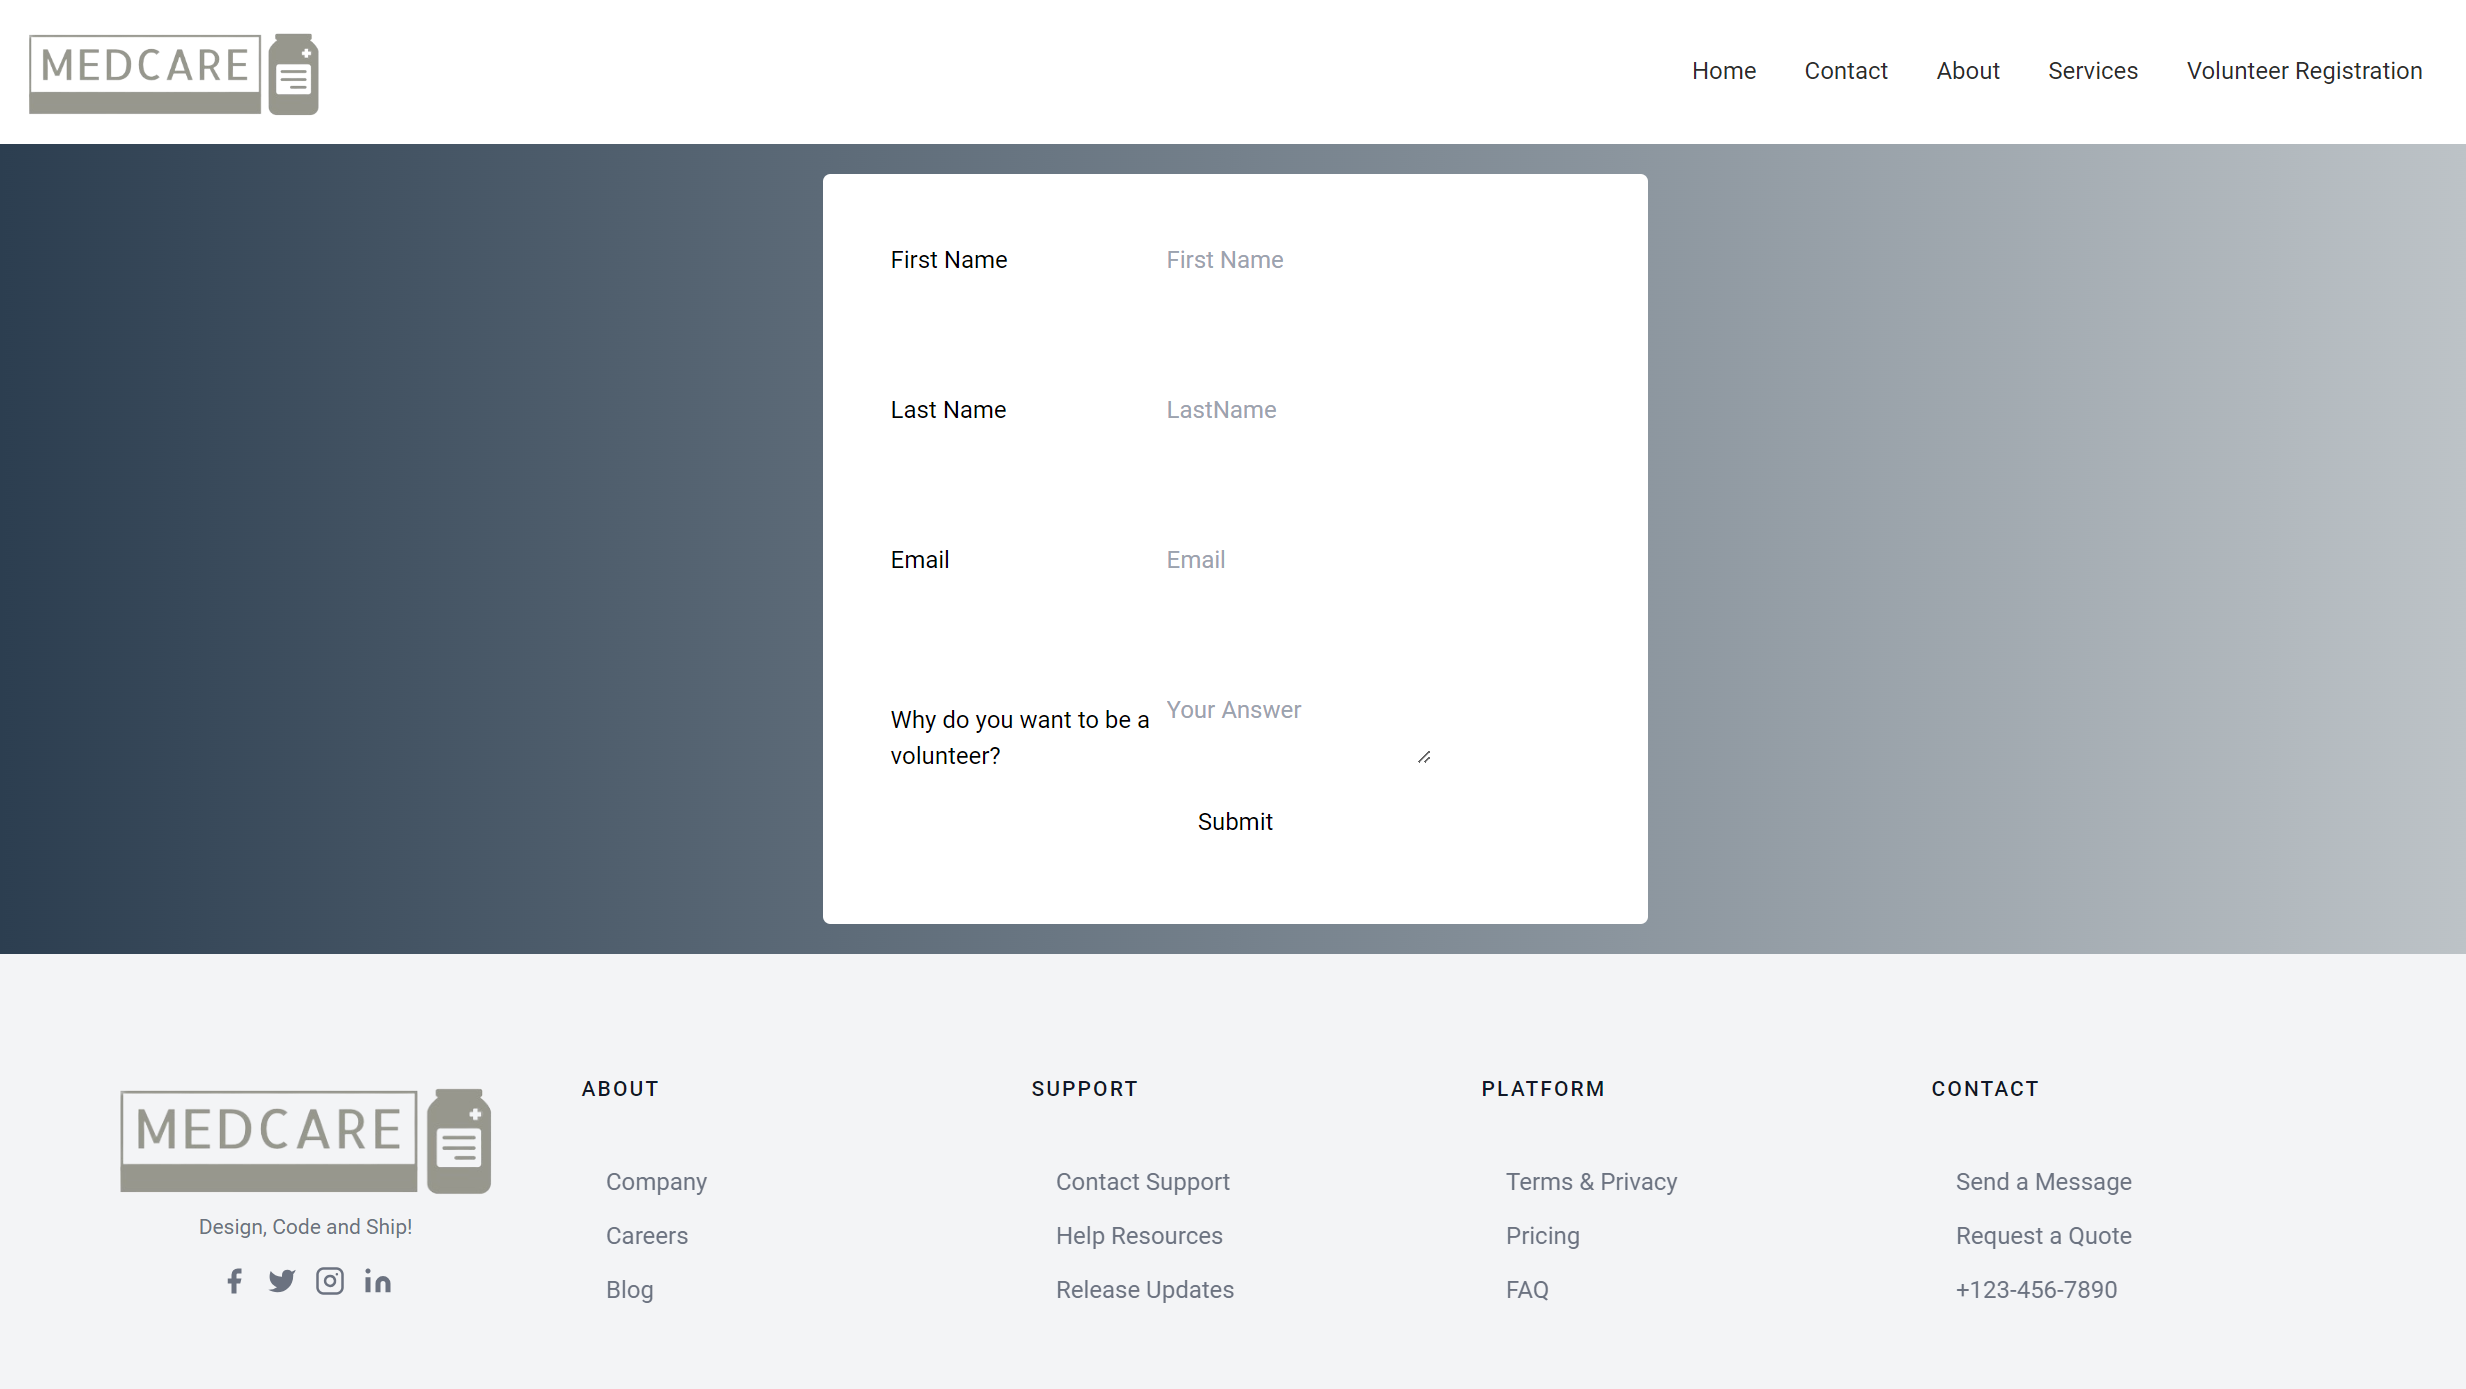 MEDCARE
Home Contact About Services Volunteer Registration
First Name First Name
Last Name LastName
Email Email
Why do you want to be a volunteer? Your Answer
Submit
MEDCARE
Design, Code and Ship!
ABOUT
Company
Careers
Blog
SUPPORT
Contact Support
Help Resources
Release Updates
PLATFORM
Terms & Privacy
Pricing
FAQ
CONTACT
Send a Message
Request a Quote
+123-456-7890